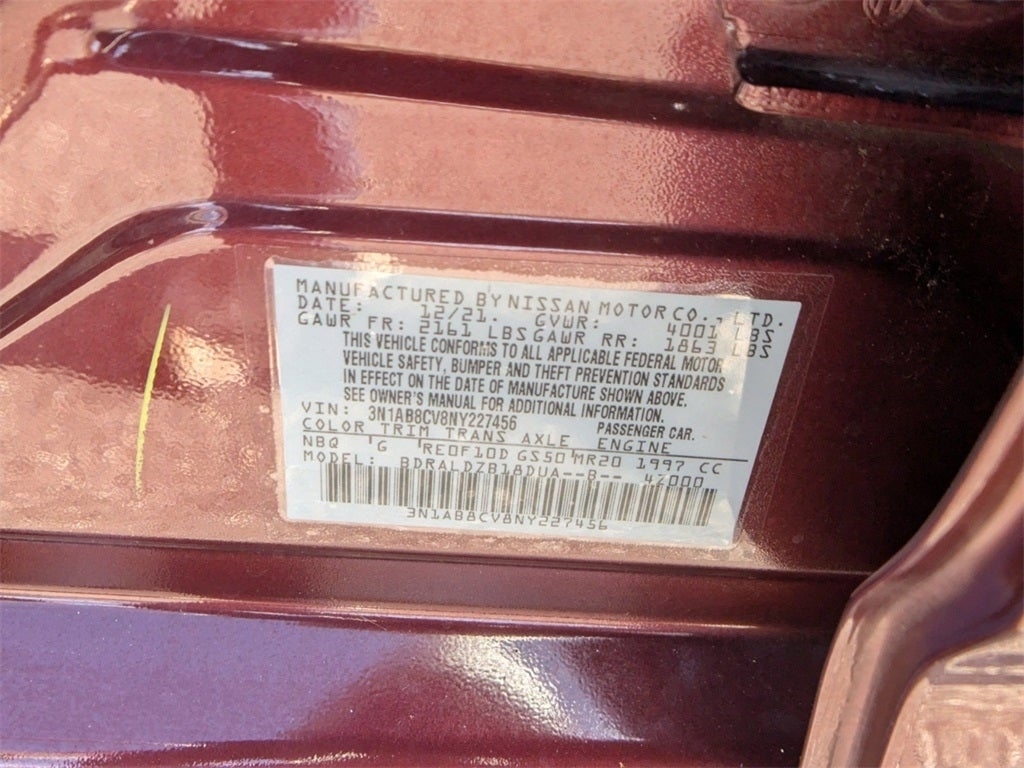 MANUFACTURED BY NISSAN MOTOR CO., LTD.
DATE: 12/21. GVWR: 4001 LBS
GAWR FR: 2161 LBS GAWR RR: 1863 LBS
THIS VEHICLE CONFORMS TO ALL APPLICABLE FEDERAL MOTOR
VEHICLE SAFETY, BUMPER AND THEFT PREVENTION STANDARDS
IN EFFECT ON THE DATE OF MANUFACTURE SHOWN ABOVE.
SEE OWNER'S MANUAL FOR ADDITIONAL INFORMATION.
VIN: 3N1AB8CV8NY227456 PASSENGER CAR.
COLOR TRIM TRANS AXLE ENGINE
NBQ G RE0F10D GS50 MR20 1997 CC
MODEL: BDRALDZB18DUA--B-- 42000
3N1AB8CV8NY227456